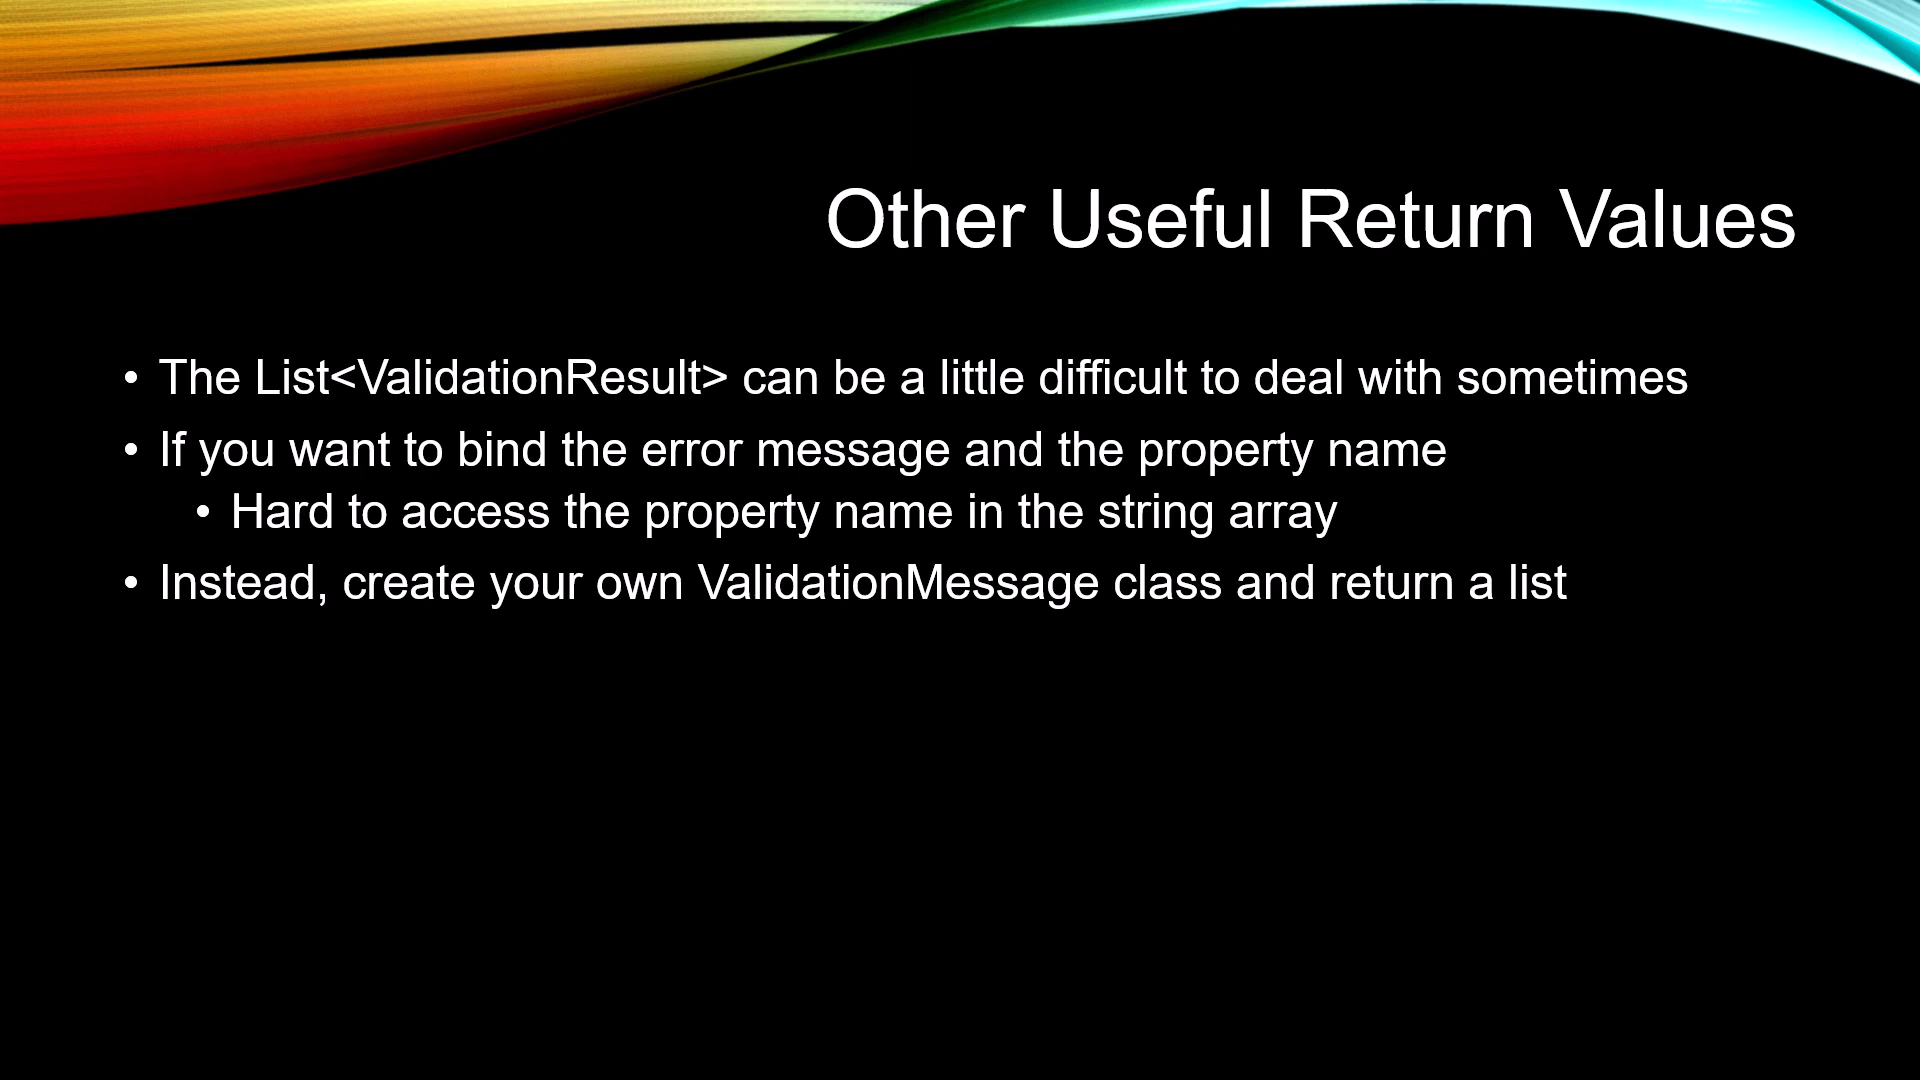 Other Useful Return Values
• The List<ValidationResult> can be a little difficult to deal with sometimes
• If you want to bind the error message and the property name
• Hard to access the property name in the string array
• Instead, create your own ValidationMessage class and return a list